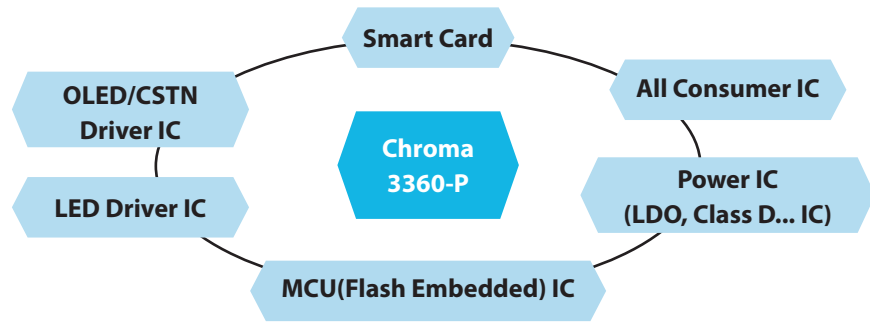 Smart Card
OLED/CSTN
Driver IC
All Consumer IC
Chroma
3360-P
LED Driver IC
Power IC
(LDO, Class D... IC)
MCU(Flash Embedded) IC